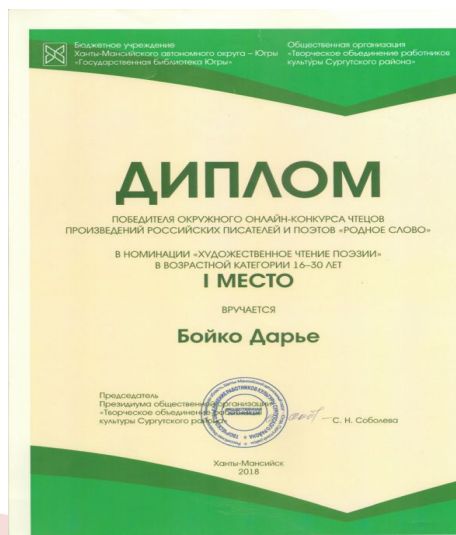 Бюджетное учреждение
Ханты-Мансийского автономного округа – Югры
«Государственная библиотека Югры»
Общественная организация
«Творческое объединение работников
культуры Сургутского района»
ДИПЛОМ
ПОБЕДИТЕЛЯ ОКРУЖНОГО ОНЛАЙН-КОНКУРСА ЧТЕЦОВ
ПРОИЗВЕДЕНИЙ РОССИЙСКИХ ПИСАТЕЛЕЙ И ПОЭТОВ «РОДНОЕ СЛОВО»
В НОМИНАЦИИ «ХУДОЖЕСТВЕННОЕ ЧТЕНИЕ ПОЭЗИИ»
В ВОЗРАСТНОЙ КАТЕГОРИИ 16–30 ЛЕТ
I МЕСТО
ВРУЧАЕТСЯ
Бойко Дарье
Председатель
Президиума общественной организации
«Творческое объединение работников
культуры Сургутского района»
С. Н. Соболева
Ханты-Мансийск
2018